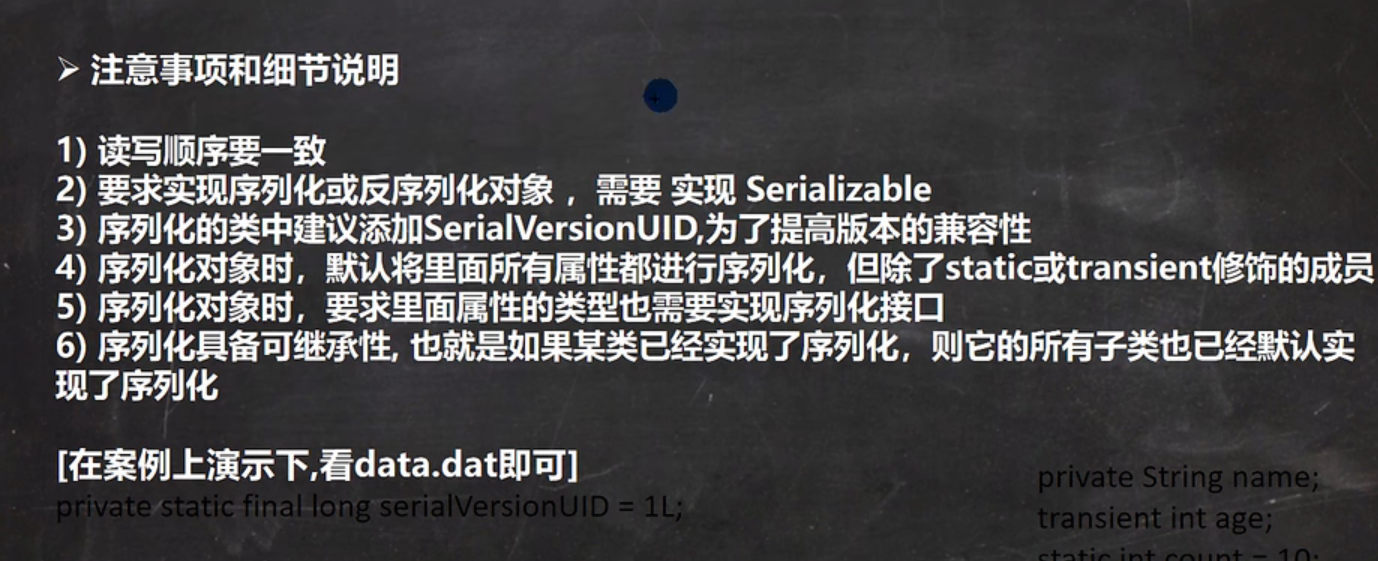 ➢ 注意事项和细节说明
1) 读写顺序要一致
2) 要求实现序列化或反序列化对象 ，需要 实现 Serializable
3) 序列化的类中建议添加SerialVersionUID,为了提高版本的兼容性
4) 序列化对象时，默认将里面所有属性都进行序列化，但除了static或transient修饰的成员
5) 序列化对象时，要求里面属性的类型也需要实现序列化接口
6) 序列化具备可继承性, 也就是如果某类已经实现了序列化，则它的所有子类也已经默认实
现了序列化
[在案例上演示下,看data.dat即可]
private static final long serialVersionUID = 1L;
private String name;
transient int age;
static int count = 10;